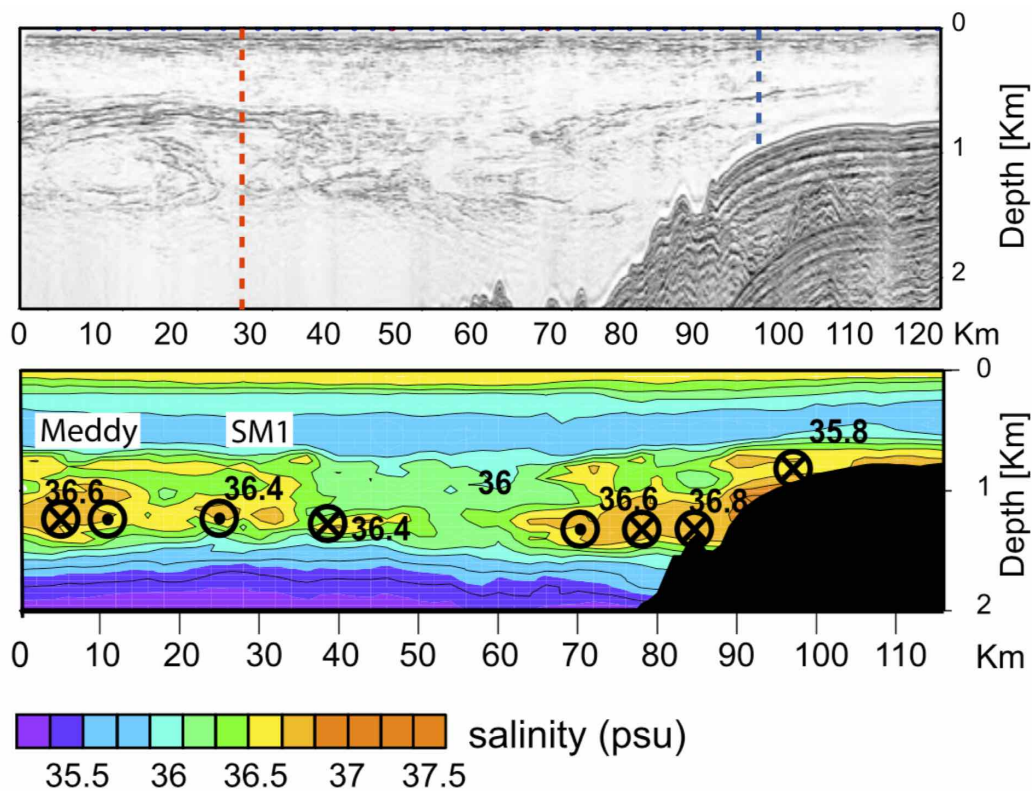 0
1
Depth [Km]
2
0 10 20 30 40 50 60 70 80 90 100 110 120 Km
0
Meddy SM1 35.8
36.6 36.4 36 36.6 36.8
36.4
1
Depth [Km]
2
0 10 20 30 40 50 60 70 80 90 100 110 Km
salinity (psu)
35.5 36 36.5 37 37.5